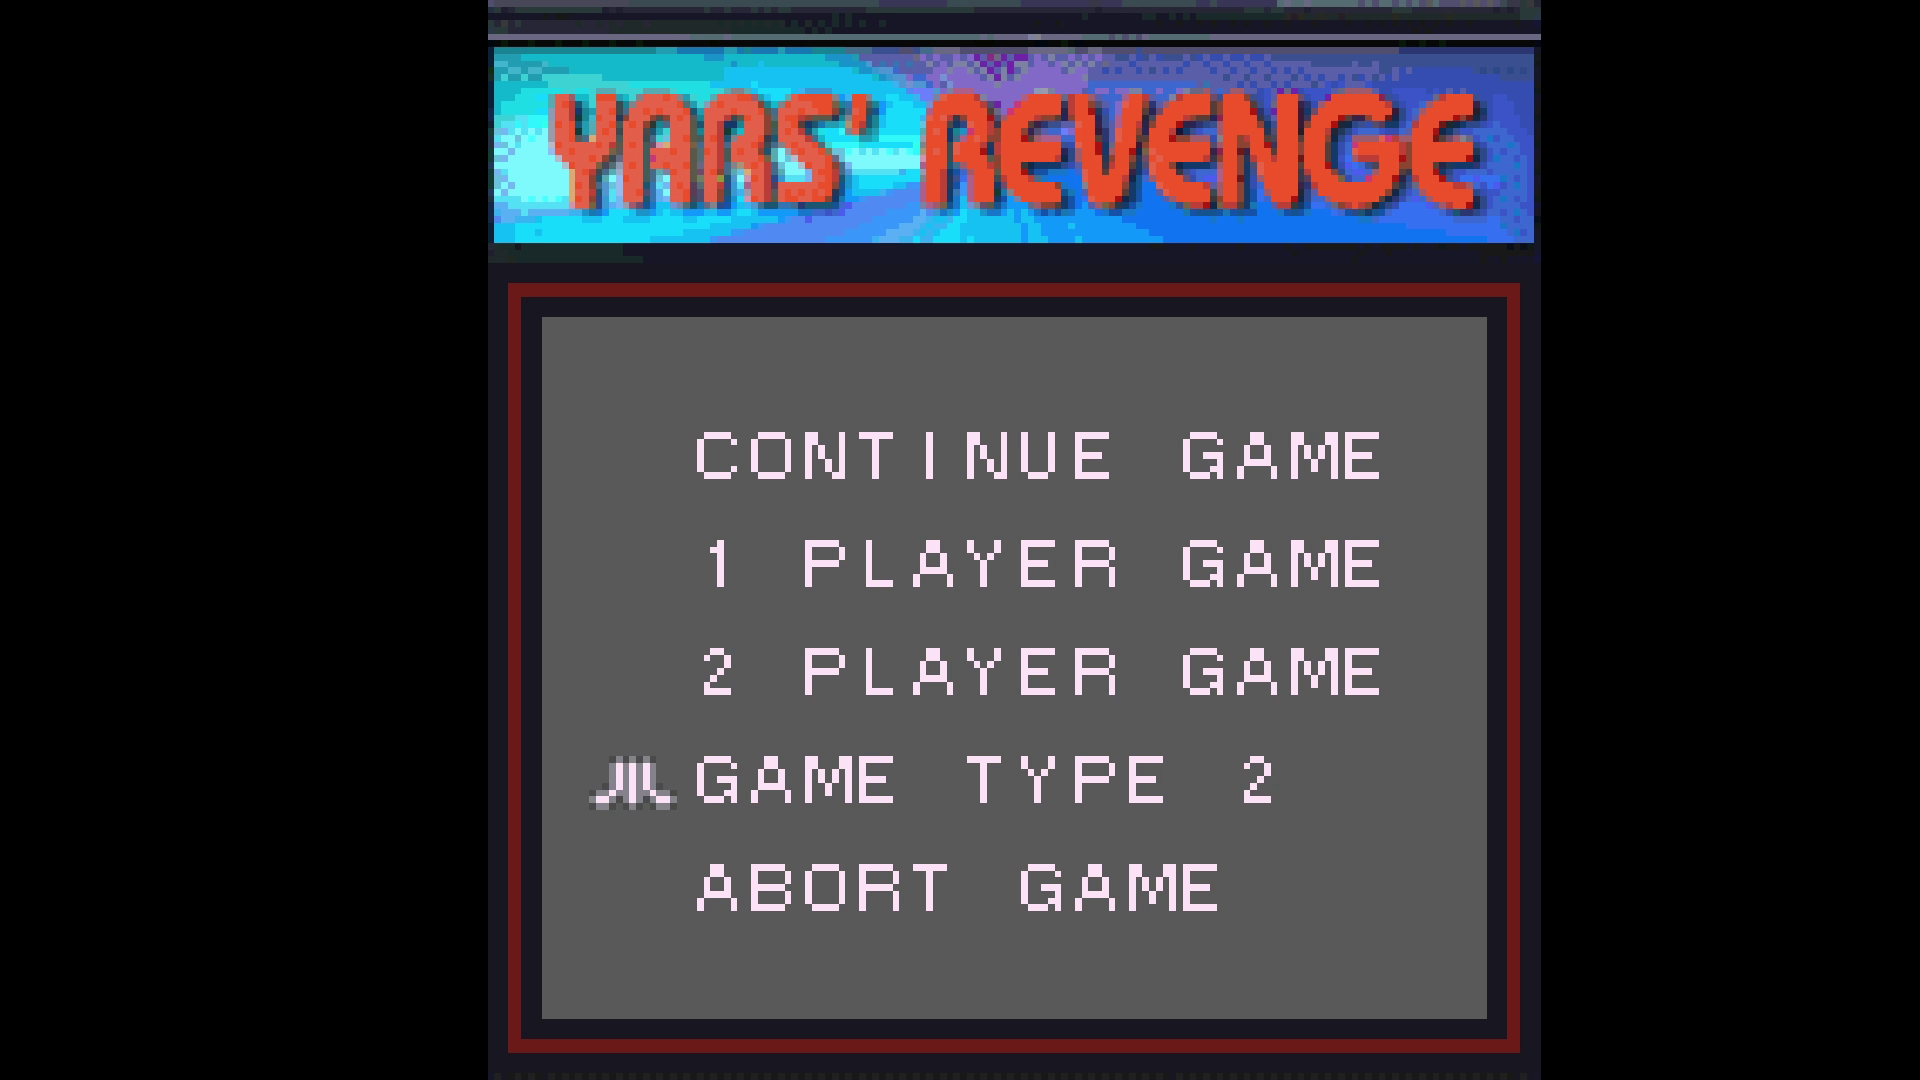 YARS' REVENGE
CONTINUE GAME
1 PLAYER GAME
2 PLAYER GAME
GAME TYPE 2
ABORT GAME